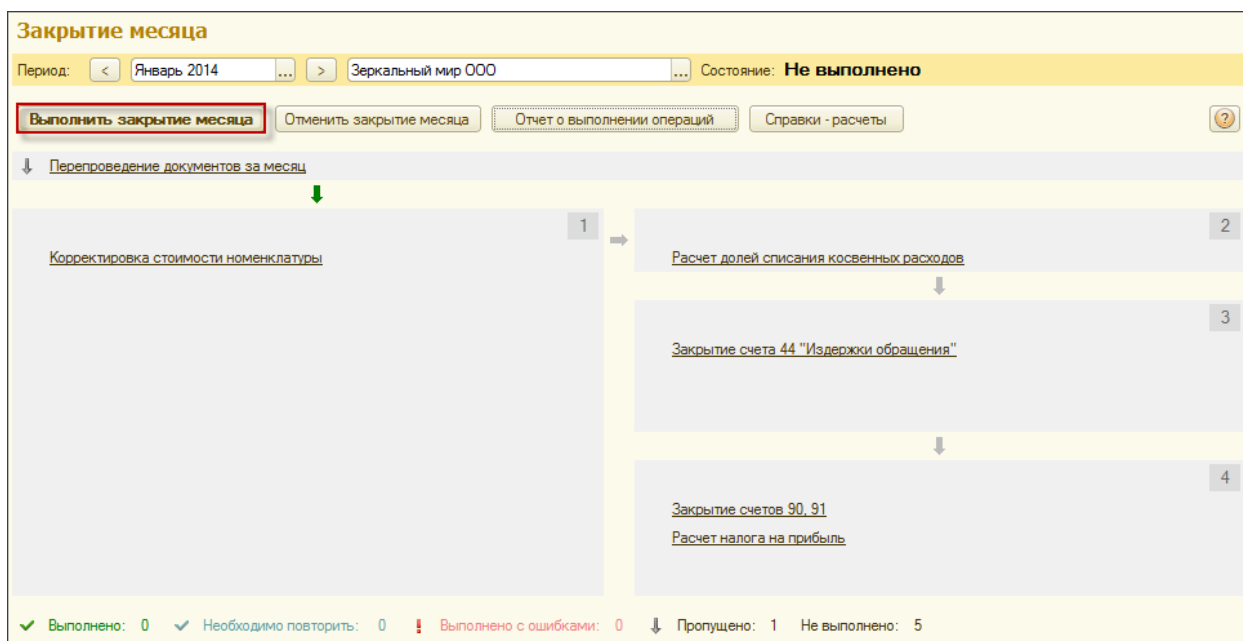 Закрытие месяца
Период: < Январь 2014 ... > Зеркальный мир ООО ... Состояние: Не выполнено
Выполнить закрытие месяца Отменить закрытие месяца Отчет о выполнении операций Справки - расчеты ?
Перепроведение документов за месяц
1
Корректировка стоимости номенклатуры
2
Расчет долей списания косвенных расходов
3
Закрытие счета 44 "Издержки обращения"
4
Закрытие счетов 90, 91
Расчет налога на прибыль
Выполнено: 0 Необходимо повторить: 0 Выполнено с ошибками: 0 Пропущено: 1 Не выполнено: 5